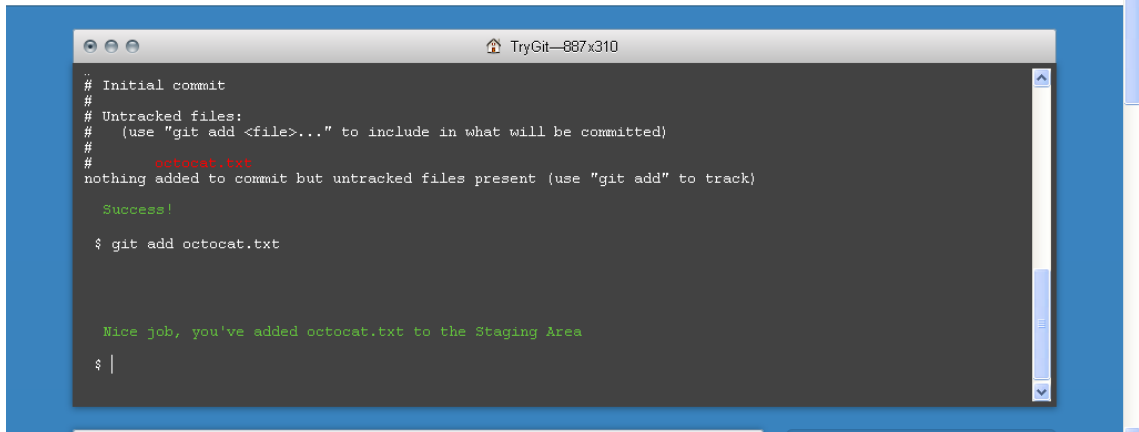 TryGit—887x310
# Initial commit
#
# Untracked files:
#   (use "git add <file>..." to include in what will be committed)
#
#       octocat.txt
nothing added to commit but untracked files present (use "git add" to track)
Success!
$ git add octocat.txt
Nice job, you've added octocat.txt to the Staging Area
$